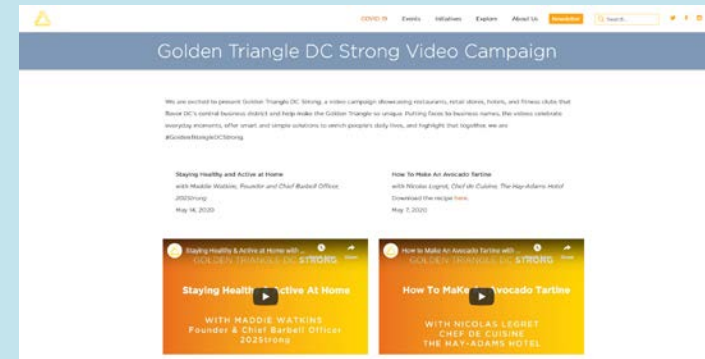 COVID-19 Events Initiatives Explore About Us Newsletter Search...
Golden Triangle DC Strong Video Campaign
We are excited to present Golden Triangle DC Strong, a video campaign showcasing restaurants, retail stores, hotels, and fitness clubs that
flavor DC's central business district and help make the Golden Triangle so unique. Putting faces to business names, the videos celebrate
everyday moments, offer smart and simple solutions to enrich people's daily lives, and highlight that together, we are
#GoldenTriangleDCStrong.
Staying Healthy and Active at Home
with Maddie Watkins, Founder and Chief Barbell Officer,
202Strong
May 14, 2020
How To Make An Avocado Tartine
with Nicolas Legret, Chef de Cuisine, The Hay-Adams Hotel
Download the recipe here.
May 7, 2020
Staying Healthy & Active at Home with ...
Share
GOLDEN TRIANGLE DC STRONG
Staying Healthy & Active At Home
WITH MADDIE WATKINS
Founder & Chief Barbell Officer
202Strong
How to Make An Avocado Tartine with ...
Share
GOLDEN TRIANGLE DC STRONG
How To Make An Avocado Tartine
WITH NICOLAS LEGRET
CHEF DE CUISINE
THE HAY-ADAMS HOTEL